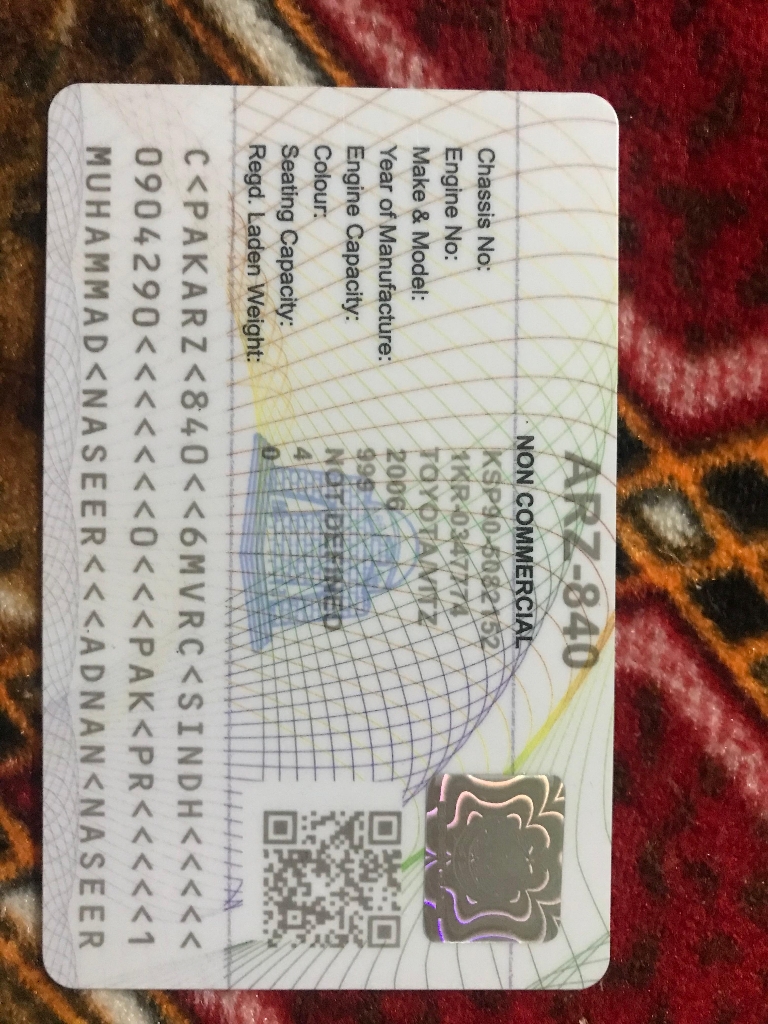 ARZ-840
NON COMMERCIAL
Chassis No: KSP90-5082152
Engine No: 1KR-0347774
Make & Model: TOYOTA VITZ
Year of Manufacture: 2006
Engine Capacity: 998
Colour: NOT DEFINED
Seating Capacity: 4
Regd. Laden Weight: 0
C<PAKARZ<840<<6MVRC<SINDH<<<<<
0904290<<<<<<<0<<<PAK<PR<<<<<1
MUHAMMAD<NASEER<<<ADNAN<NASEER